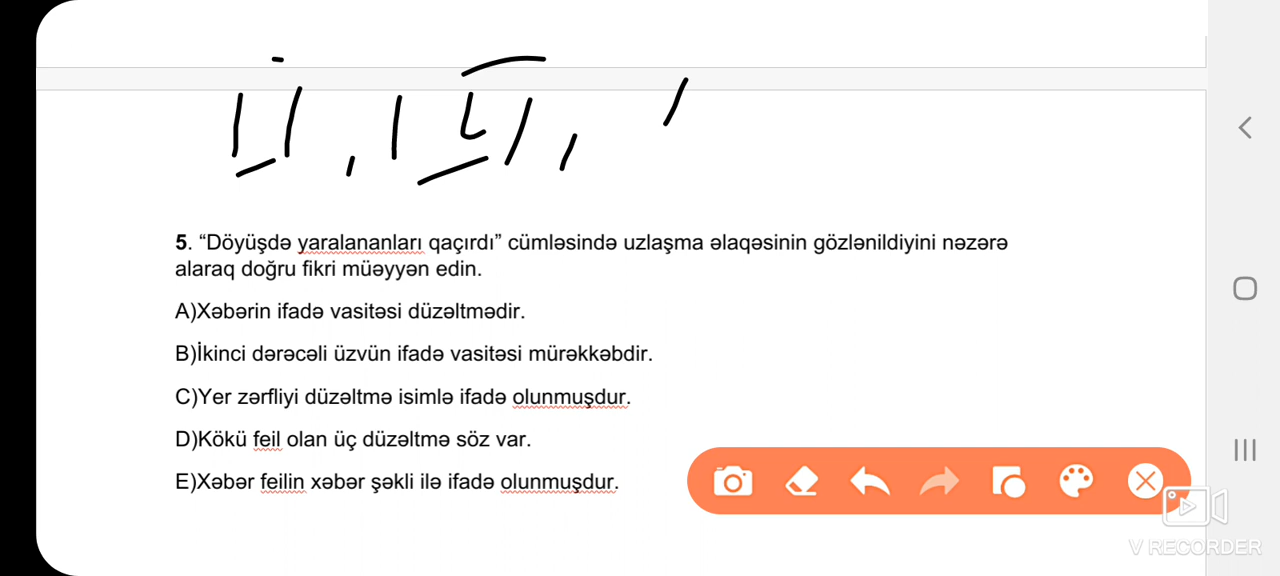 5. “Döyüşdə yaralananları qaçırdı” cümləsində uzlaşma əlaqəsinin gözlənildiyini nəzərə
alaraq doğru fikri müəyyən edin.
A)Xəbərin ifadə vasitəsi düzəltmədir.
B)İkinci dərəcəli üzvün ifadə vasitəsi mürəkkəbdir.
C)Yer zərfliyi düzəltmə isimlə ifadə olunmuşdur.
D)Kökü feil olan üç düzəltmə söz var.
E)Xəbər feilin xəbər şəkli ilə ifadə olunmuşdur.
V RECORDER